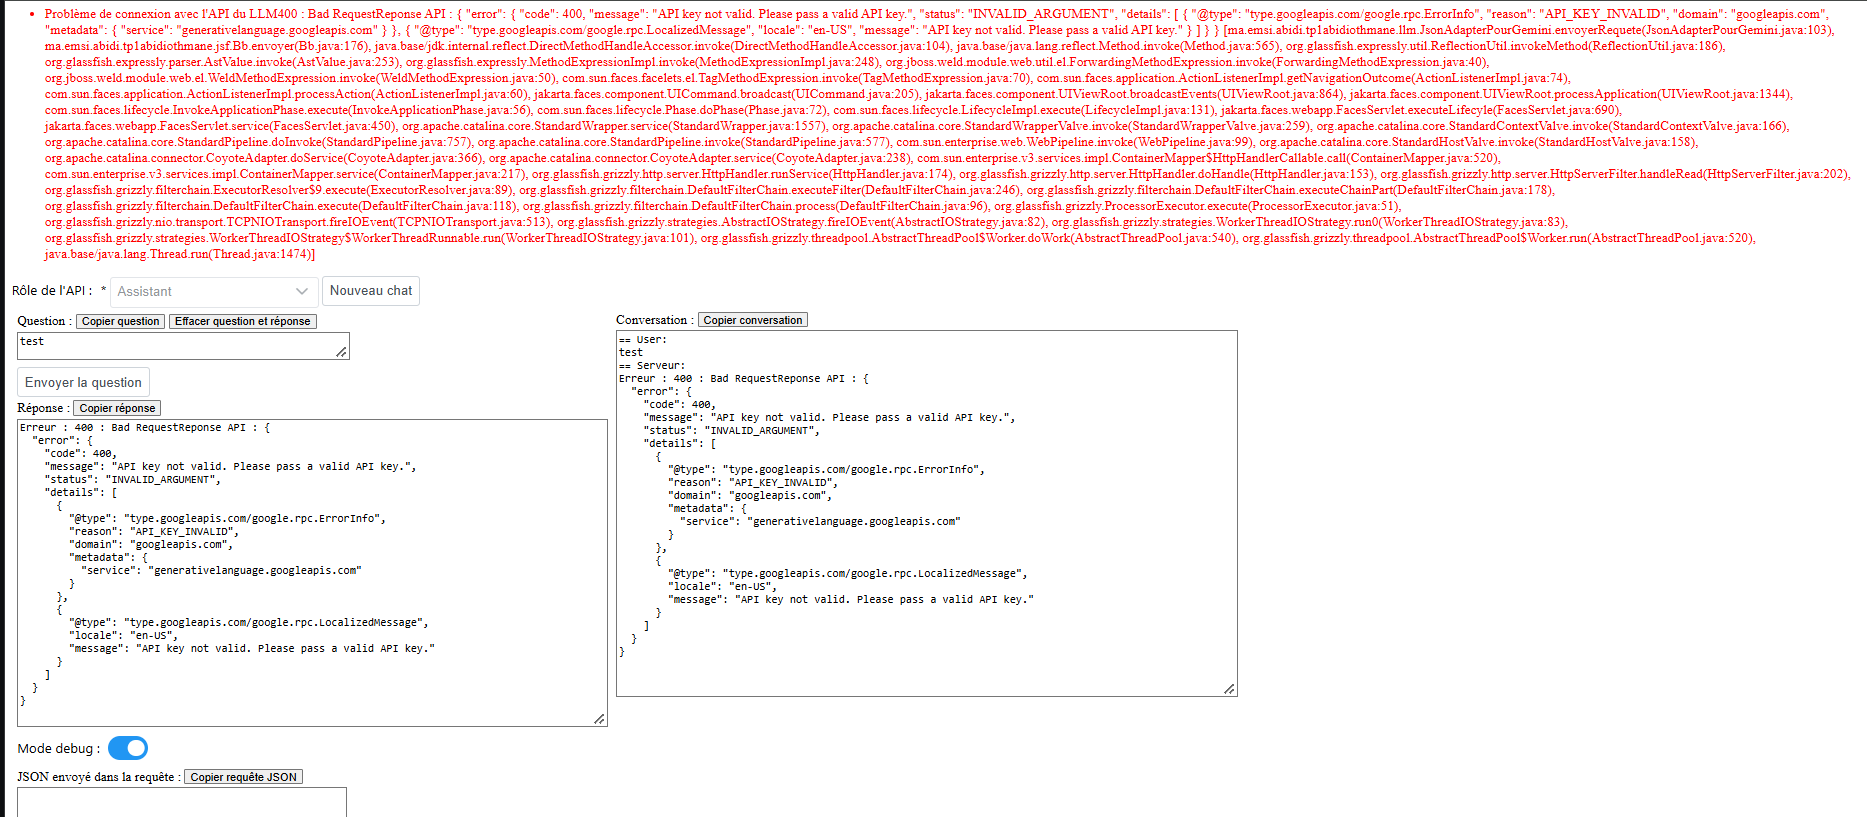 • Problème de connexion avec l'API du LLM400 : Bad RequestReponse API : { "error": { "code": 400, "message": "API key not valid. Please pass a valid API key.", "status": "INVALID_ARGUMENT", "details": [ { "@type": "type.googleapis.com/google.rpc.ErrorInfo", "reason": "API_KEY_INVALID", "domain": "googleapis.com",
"metadata": { "service": "generativelanguage.googleapis.com" } }, { "@type": "type.googleapis.com/google.rpc.LocalizedMessage", "locale": "en-US", "message": "API key not valid. Please pass a valid API key." } ] } } [ma.emsi.abidi.tp1abidiothmane.llm.JsonAdapterPourGemini.envoyerRequete(JsonAdapterPourGemini.java:103),
ma.emsi.abidi.tp1abidiothmane.jsf.Bb.envoyer(Bb.java:176), java.base/jdk.internal.reflect.DirectMethodHandleAccessor.invoke(DirectMethodHandleAccessor.java:104), java.base/java.lang.reflect.Method.invoke(Method.java:565), org.glassfish.expressly.util.ReflectionUtil.invokeMethod(ReflectionUtil.java:186),
org.glassfish.expressly.parser.AstValue.invoke(AstValue.java:253), org.glassfish.expressly.MethodExpressionImpl.invoke(MethodExpressionImpl.java:248), org.jboss.weld.module.web.util.el.ForwardingMethodExpression.invoke(ForwardingMethodExpression.java:40),
org.jboss.weld.module.web.el.WeldMethodExpression.invoke(WeldMethodExpression.java:50), com.sun.faces.facelets.el.TagMethodExpression.invoke(TagMethodExpression.java:70), com.sun.faces.application.ActionListenerImpl.getNavigationOutcome(ActionListenerImpl.java:74),
com.sun.faces.application.ActionListenerImpl.processAction(ActionListenerImpl.java:60), jakarta.faces.component.UICommand.broadcast(UICommand.java:205), jakarta.faces.component.UIViewRoot.broadcastEvents(UIViewRoot.java:864), jakarta.faces.component.UIViewRoot.processApplication(UIViewRoot.java:1344),
com.sun.faces.lifecycle.InvokeApplicationPhase.execute(InvokeApplicationPhase.java:56), com.sun.faces.lifecycle.Phase.doPhase(Phase.java:72), com.sun.faces.lifecycle.LifecycleImpl.execute(LifecycleImpl.java:131), jakarta.faces.webapp.FacesServlet.executeLifecyle(FacesServlet.java:690),
jakarta.faces.webapp.FacesServlet.service(FacesServlet.java:450), org.apache.catalina.core.StandardWrapper.service(StandardWrapper.java:1557), org.apache.catalina.core.StandardWrapperValve.invoke(StandardWrapperValve.java:259), org.apache.catalina.core.StandardContextValve.invoke(StandardContextValve.java:166),
org.apache.catalina.core.StandardPipeline.doInvoke(StandardPipeline.java:757), org.apache.catalina.core.StandardPipeline.invoke(StandardPipeline.java:577), com.sun.enterprise.web.WebPipeline.invoke(WebPipeline.java:99), org.apache.catalina.core.StandardHostValve.invoke(StandardHostValve.java:158),
org.apache.catalina.connector.CoyoteAdapter.doService(CoyoteAdapter.java:366), org.apache.catalina.connector.CoyoteAdapter.service(CoyoteAdapter.java:238), com.sun.enterprise.v3.services.impl.ContainerMapper$HttpHandlerCallable.call(ContainerMapper.java:520),
com.sun.enterprise.v3.services.impl.ContainerMapper.service(ContainerMapper.java:217), org.glassfish.grizzly.http.server.HttpHandler.runService(HttpHandler.java:174), org.glassfish.grizzly.http.server.HttpHandler.doHandle(HttpHandler.java:153), org.glassfish.grizzly.http.server.HttpServerFilter.handleRead(HttpServerFilter.java:202),
org.glassfish.grizzly.filterchain.ExecutorResolver$9.execute(ExecutorResolver.java:89), org.glassfish.grizzly.filterchain.DefaultFilterChain.executeFilter(DefaultFilterChain.java:246), org.glassfish.grizzly.filterchain.DefaultFilterChain.executeChainPart(DefaultFilterChain.java:178),
org.glassfish.grizzly.filterchain.DefaultFilterChain.execute(DefaultFilterChain.java:118), org.glassfish.grizzly.filterchain.DefaultFilterChain.process(DefaultFilterChain.java:96), org.glassfish.grizzly.ProcessorExecutor.execute(ProcessorExecutor.java:51),
org.glassfish.grizzly.nio.transport.TCPNIOTransport.fireIOEvent(TCPNIOTransport.java:513), org.glassfish.grizzly.strategies.AbstractIOStrategy.fireIOEvent(AbstractIOStrategy.java:82), org.glassfish.grizzly.strategies.WorkerThreadIOStrategy.run0(WorkerThreadIOStrategy.java:83),
org.glassfish.grizzly.strategies.WorkerThreadIOStrategy$WorkerThreadRunnable.run(WorkerThreadIOStrategy.java:101), org.glassfish.grizzly.threadpool.AbstractThreadPool$Worker.doWork(AbstractThreadPool.java:540), org.glassfish.grizzly.threadpool.AbstractThreadPool$Worker.run(AbstractThreadPool.java:520),
java.base/java.lang.Thread.run(Thread.java:1474)]
Rôle de l'API : * Assistant Nouveau chat
Question : Copier question Effacer question et réponse
test
Envoyer la question
Réponse : Copier réponse
Erreur : 400 : Bad RequestReponse API : {
"error": {
"code": 400,
"message": "API key not valid. Please pass a valid API key.",
"status": "INVALID_ARGUMENT",
"details": [
{
"@type": "type.googleapis.com/google.rpc.ErrorInfo",
"reason": "API_KEY_INVALID",
"domain": "googleapis.com",
"metadata": {
"service": "generativelanguage.googleapis.com"
}
},
{
"@type": "type.googleapis.com/google.rpc.LocalizedMessage",
"locale": "en-US",
"message": "API key not valid. Please pass a valid API key."
}
]
}
}
Conversation : Copier conversation
== User:
test
== Serveur:
Erreur : 400 : Bad RequestReponse API : {
"error": {
"code": 400,
"message": "API key not valid. Please pass a valid API key.",
"status": "INVALID_ARGUMENT",
"details": [
{
"@type": "type.googleapis.com/google.rpc.ErrorInfo",
"reason": "API_KEY_INVALID",
"domain": "googleapis.com",
"metadata": {
"service": "generativelanguage.googleapis.com"
}
},
{
"@type": "type.googleapis.com/google.rpc.LocalizedMessage",
"locale": "en-US",
"message": "API key not valid. Please pass a valid API key."
}
]
}
}
Mode debug :
JSON envoyé dans la requête : Copier requête JSON